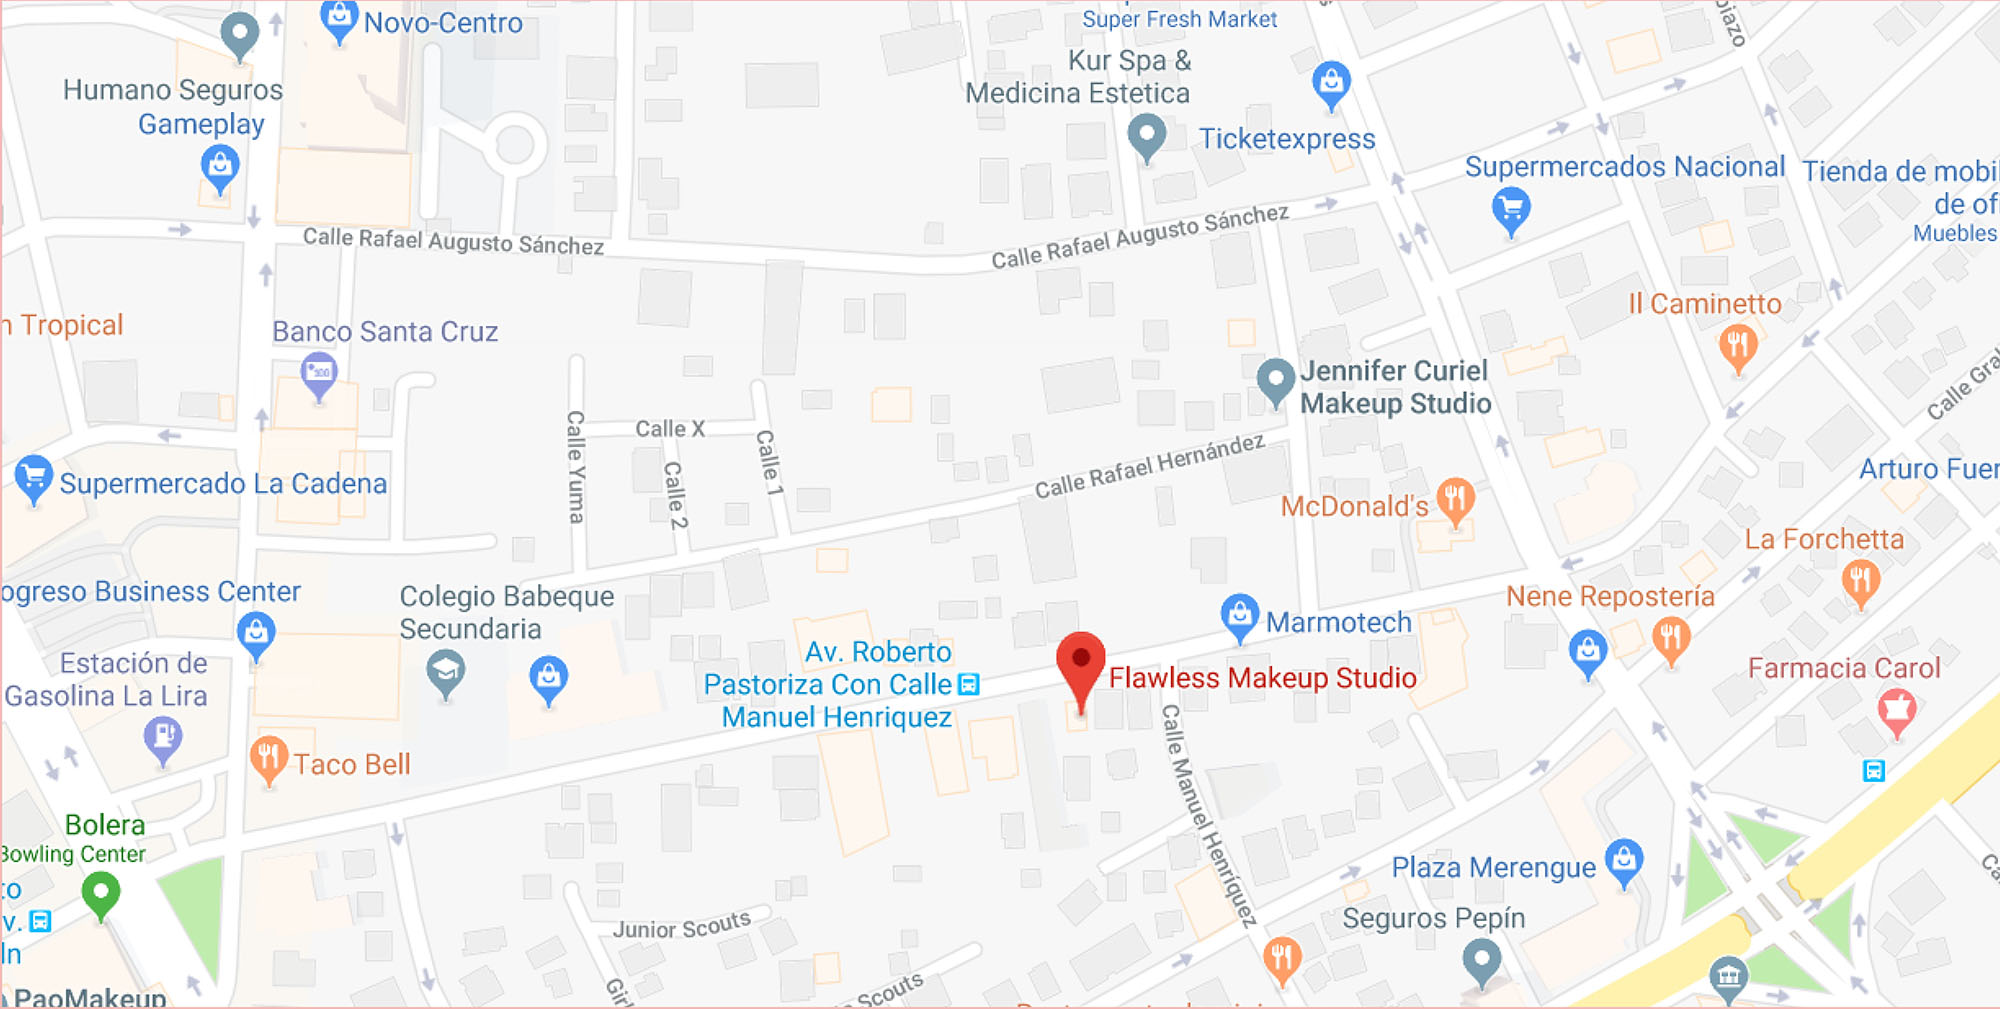 Novo-Centro
Super Fresh Market
Kur Spa &
Medicina Estetica
Humano Seguros
Gameplay
Ticketexpress
Supermercados Nacional
Tienda de mobil
de of
Muebles
Calle Rafael Augusto Sánchez
Calle Rafael Augusto Sánchez
Il Caminetto
Tropical
Banco Santa Cruz
Jennifer Curiel
Makeup Studio
Calle Gra
Calle X
Calle Yuma
Calle 2
Calle 1
Calle Rafael Hernández
Supermercado La Cadena
Arturo Fuer
McDonald's
La Forchetta
ogreso Business Center
Colegio Babeque
Secundaria
Nene Repostería
Marmotech
Av. Roberto
Pastoriza Con Calle
Manuel Henriquez
Estación de
Gasolina La Lira
Flawless Makeup Studio
Farmacia Carol
Taco Bell
Calle Manuel Henríquez
Bolera
Bowling Center
Plaza Merengue
to
v.
ln
Junior Scouts
Seguros Pepín
Scouts
PaoMakeup